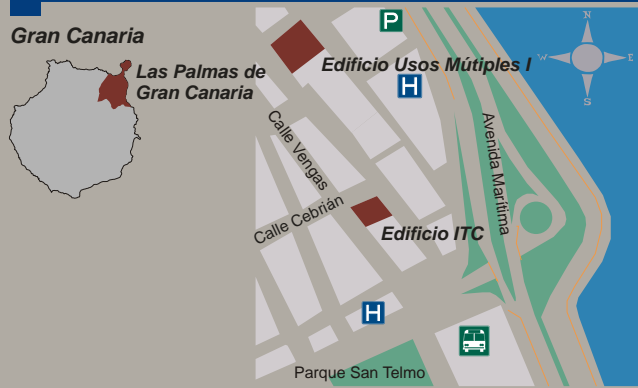 Gran Canaria
Las Palmas de
Gran Canaria
P
Edificio Usos Mútiples I
H
N
W
E
S
Calle Vengas
Avenida Marítima
Calle Cebrián
Edificio ITC
H
Parque San Telmo